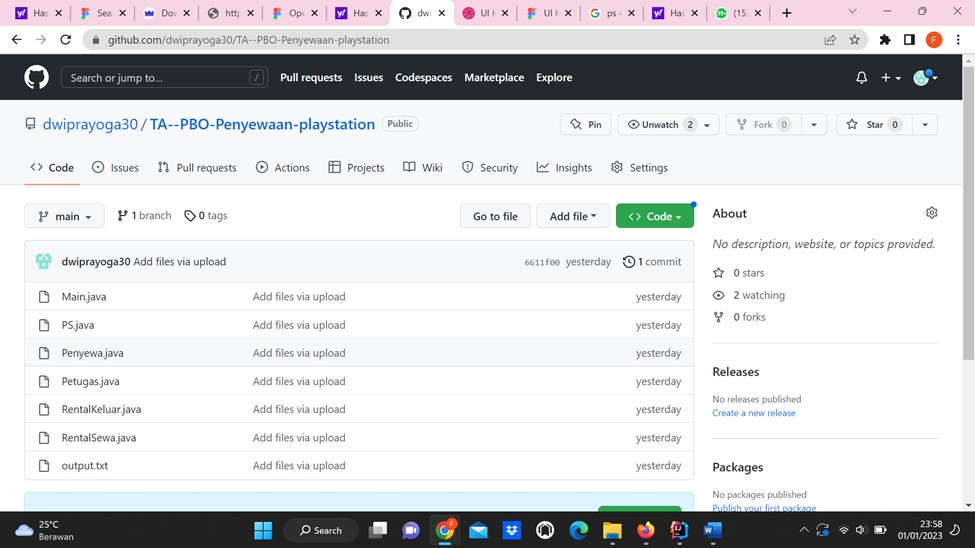 Has
Sea
Dov
http
Ope
Has
dwi
UI K
UI K
ps 4
Has
(15
github.com/dwiprayoga30/TA--PBO-Penyewaan-playstation
F
Search or jump to...
/
Pull requests
Issues
Codespaces
Marketplace
Explore
dwiprayoga30 / TA--PBO-Penyewaan-playstation
Public
Pin
Unwatch 2
Fork 0
Star 0
<> Code
Issues
Pull requests
Actions
Projects
Wiki
Security
Insights
Settings
main
1 branch
0 tags
Go to file
Add file
<> Code
dwiprayoga30 Add files via upload
6611f00 yesterday
1 commit
Main.java Add files via upload yesterday
PS.java Add files via upload yesterday
Penyewa.java Add files via upload yesterday
Petugas.java Add files via upload yesterday
RentalKeluar.java Add files via upload yesterday
RentalSewa.java Add files via upload yesterday
output.txt Add files via upload yesterday
About
No description, website, or topics provided.
0 stars
2 watching
0 forks
Releases
No releases published
Create a new release
Packages
No packages published
Publish your first package
25°C
Berawan
Search
23:58
01/01/2023